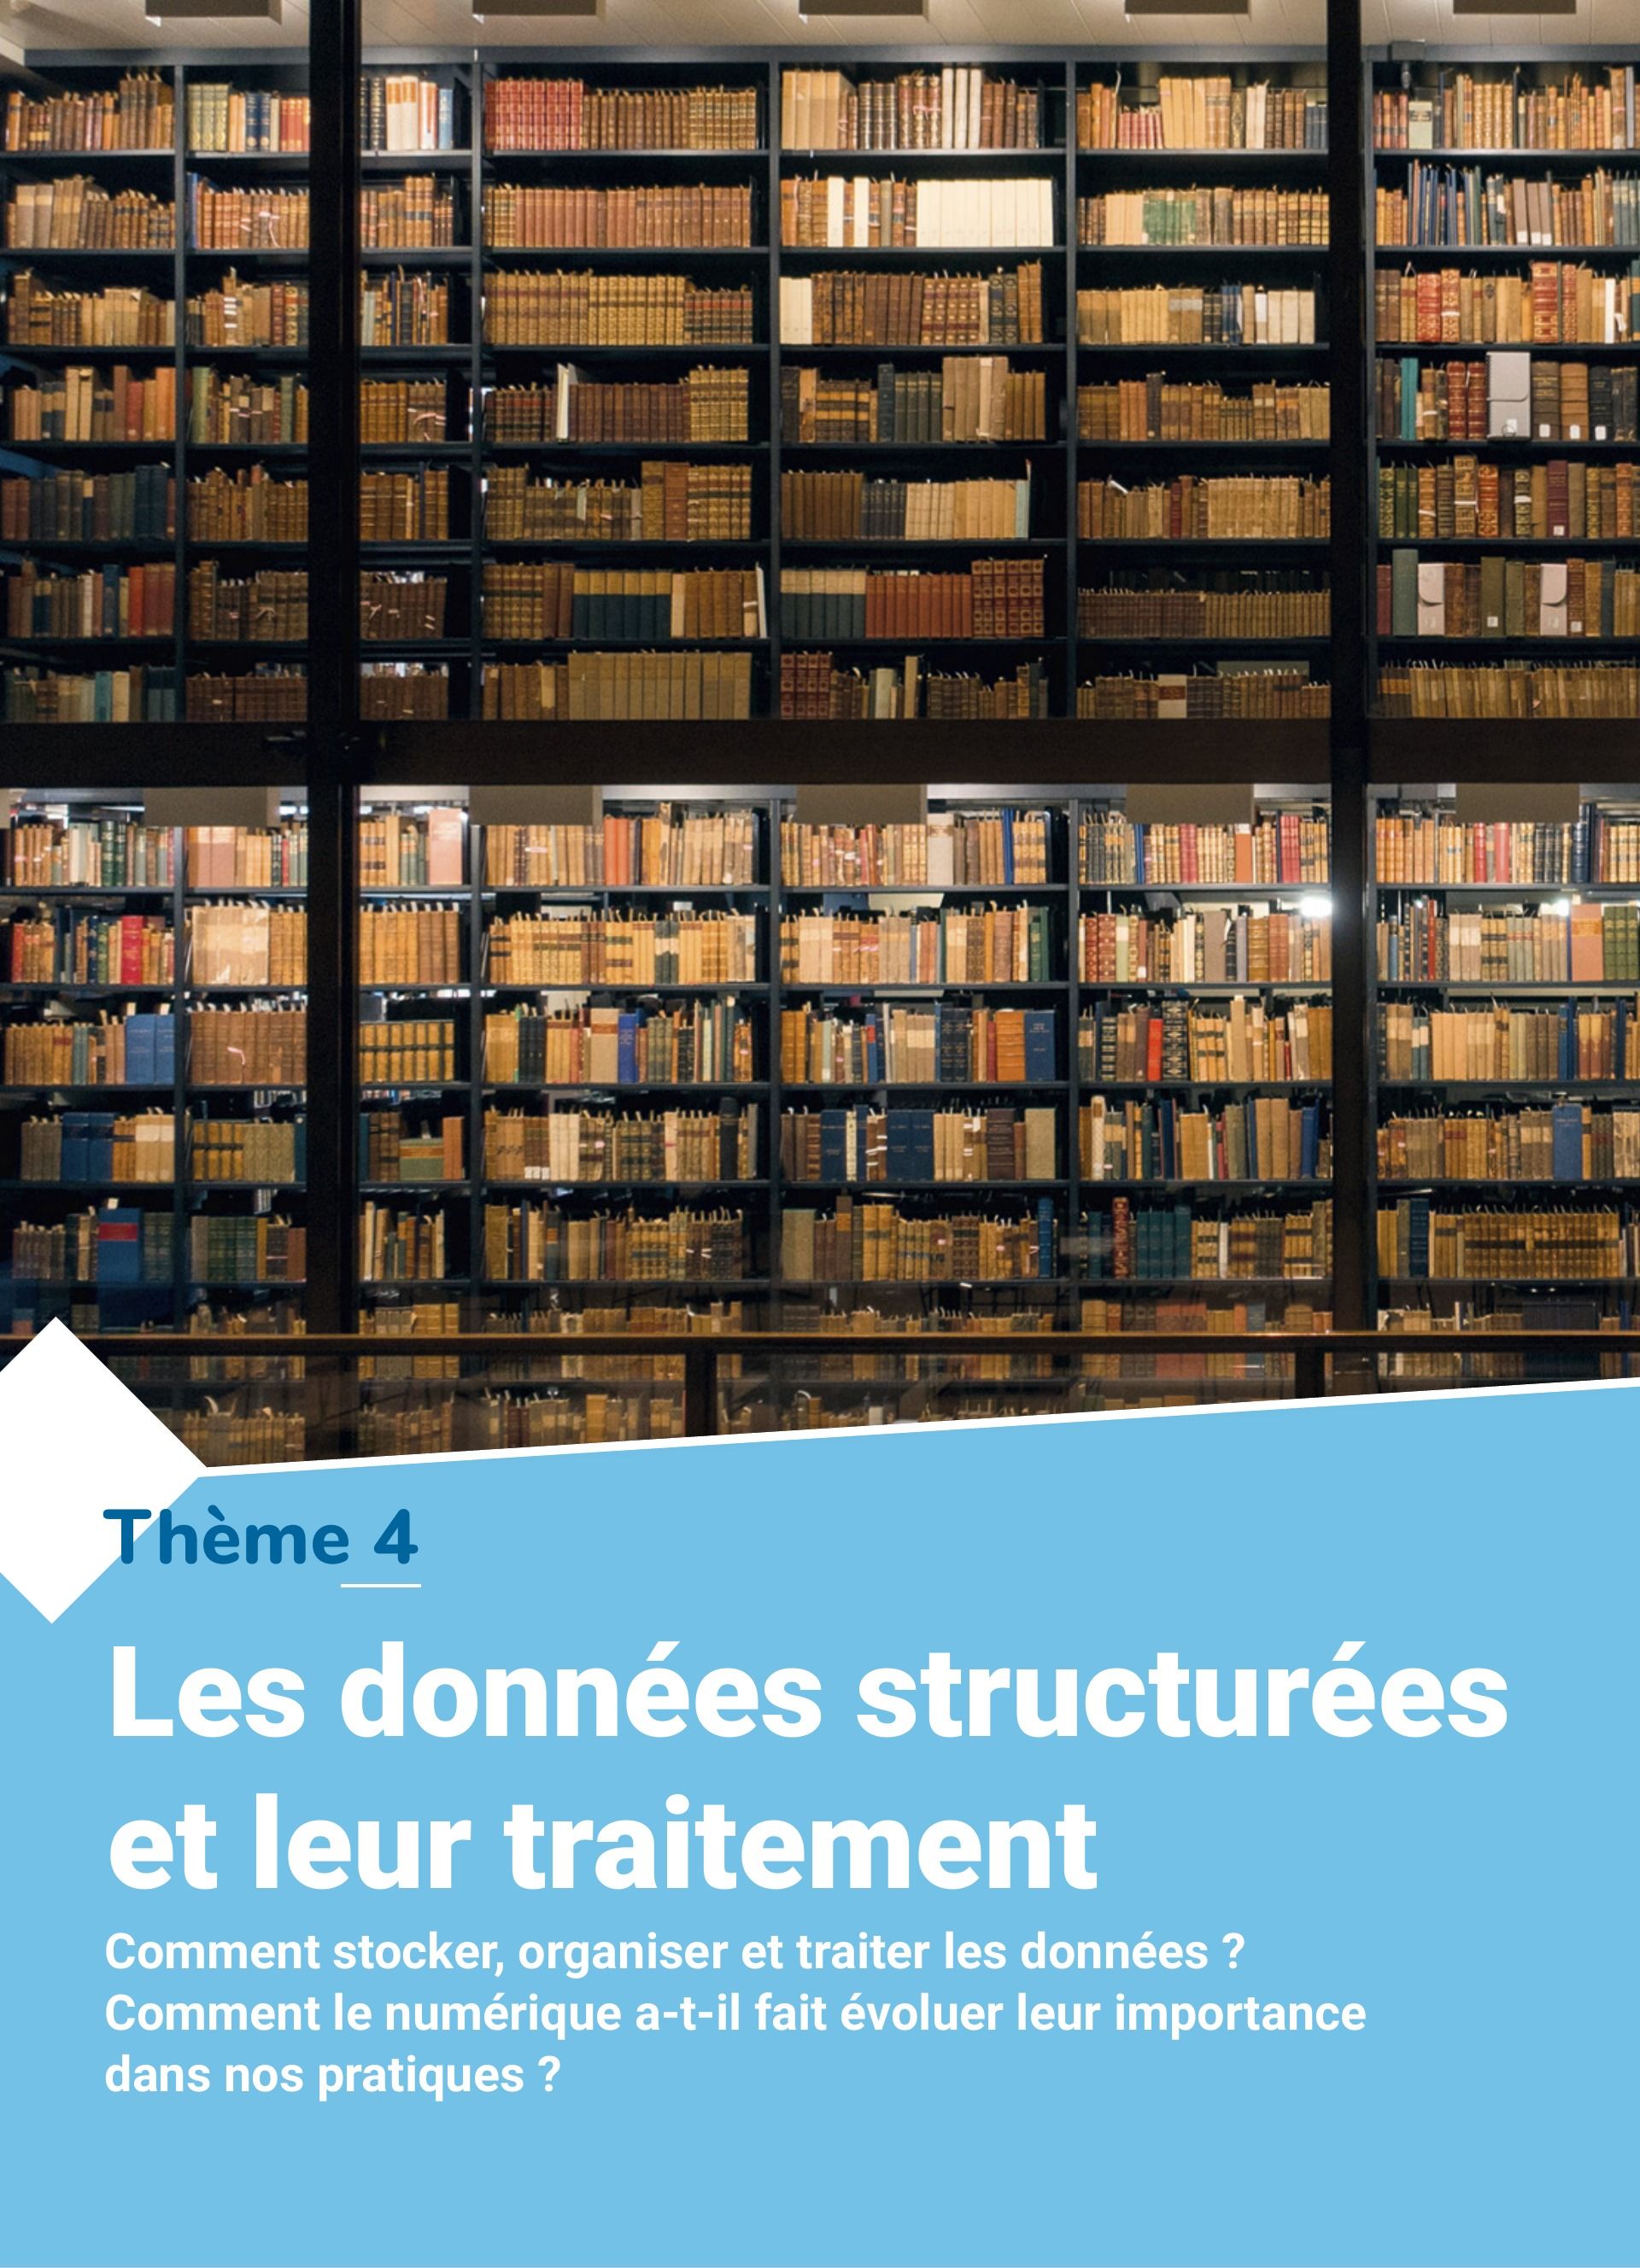 Thème 4
Les données structurées
et leur traitement
Comment stocker, organiser et traiter les données ?
Comment le numérique a-t-il fait évoluer leur importance
dans nos pratiques ?